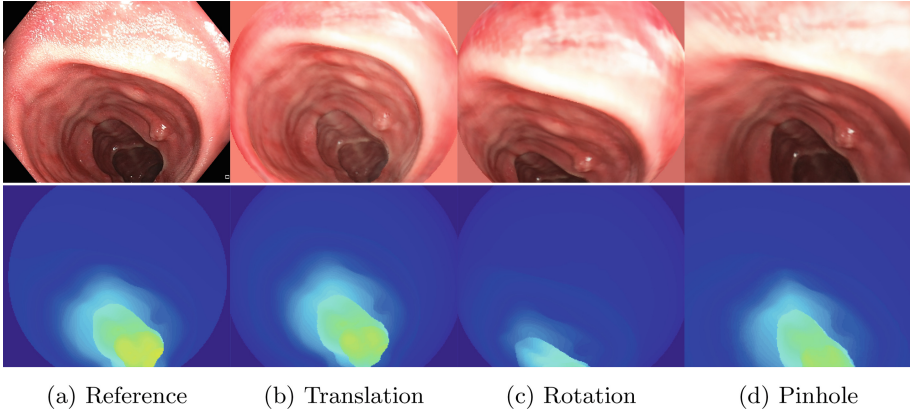 (a) Reference
(b) Translation
(c) Rotation
(d) Pinhole